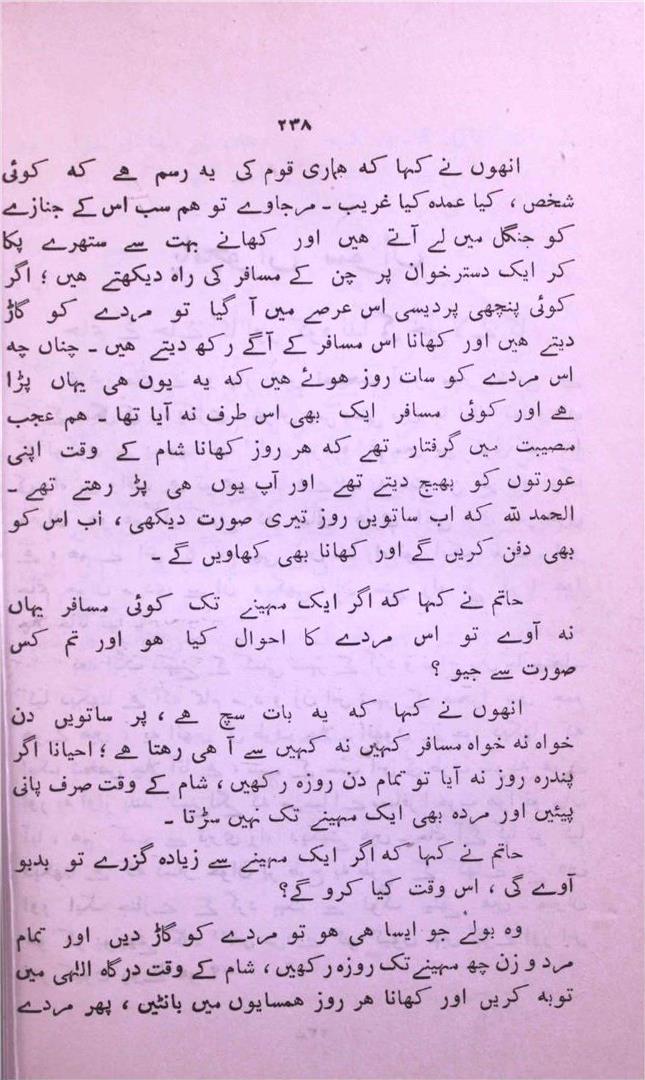 ۲۳۸
انھوں نے کہا کہ ہماری قوم کی یہ رسم ہے کہ کوئی
شخص ، کیا عمدہ کیا غریب ۔ مرجاوے تو ہم سب اس کے جنازے
کو جنگل میں لے آتے ہیں اور کھانے بہت سے ستھرے پکا
کر ایک دسترخوان پر چن کے مسافر کی راہ دیکھتے ہیں ؛ اگر
کوئی پنچھی پردیسی اس عرصے میں آ گیا تو مردے کو گاڑ
دیتے ہیں اور کھانا اس مسافر کے آگے رکھ دیتے ہیں ۔ چناں چہ
اس مردے کو سات روز ہوئے ہیں کہ یہ یوں ہی یہاں پڑا
ہے اور کوئی مسافر ایک بھی اس طرف نہ آیا تھا ۔ ہم عجب
مصیبت میں گرفتار تھے کہ ہر روز کھانا شام کے وقت اپنی
عورتوں کو بھیج دیتے تھے اور آپ یوں ہی پڑ رہتے تھے ۔
الحمد للہ کہ اب ساتویں روز تیری صورت دیکھی ، اب اس کو
بھی دفن کریں گے اور کھانا بھی کھاویں گے ۔
حاتم نے کہا کہ اگر ایک مہینے تک کوئی مسافر یہاں
نہ آوے تو اس مردے کا احوال کیا ہو اور تم کس
صورت سے جیو ؟
انھوں نے کہا کہ یہ بات سچ ہے ، پر ساتویں دن
خواہ نہ خواہ مسافر کہیں نہ کہیں سے آ ہی رہتا ہے ؛ احیانا اگر
پندرہ روز نہ آیا تو تمام دن روزہ رکھیں ، شام کے وقت صرف پانی
پیئیں اور مردہ بھی ایک مہینے تک نہیں سڑتا ۔
حاتم نے کہا کہ اگر ایک مہینے سے زیادہ گزرے تو بدبو
آوے گی ، اس وقت کیا کرو گے ؟
وہ بولے جو ایسا ہی ہو تو مردے کو گاڑ دیں اور تمام
مرد و زن چھ مہینے تک روزہ رکھیں ، شام کے وقت درگاہ الٰہی میں
توبہ کریں اور کھانا ہر روز ہمسایوں میں بانٹیں ، پھر مردے